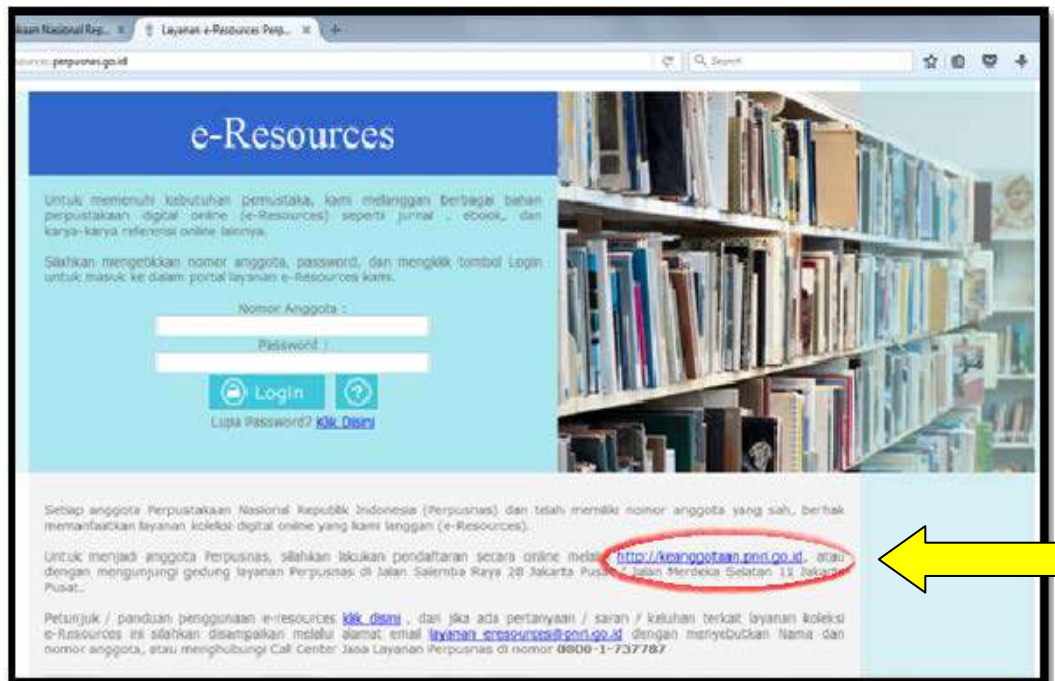 kaan Nasional Rep...
Layanan e-Resources Perp...
perpusnas.go.id
Search
e-Resources
Untuk memenuhi kebutuhan pemustaka, kami melanggan berbagai bahan
perpustakaan digital online (e-Resources) seperti jurnal , ebook, dan
karya-karya referensi online lainnya.
Silahkan mengetikkan nomor anggota, password, dan mengklik tombol Login
untuk masuk ke dalam portal layanan e-Resources kami.
Nomor Anggota :
Password :
Login
Lupa Password? Klik Disini
Setiap anggota Perpustakaan Nasional Republik Indonesia (Perpusnas) dan telah memiliki nomor anggota yang sah, berhak
memanfaatkan layanan koleksi digital online yang kami langgan (e-Resources).
Untuk menjadi anggota Perpusnas, silahkan lakukan pendaftaran secara online melalui http://keanggotaan.pnri.go.id, atau
dengan mengunjungi gedung layanan Perpusnas di Jalan Salemba Raya 28 Jakarta Pusat / Jalan Merdeka Selatan 11 Jakarta
Pusat.
Petunjuk / panduan penggunaan e-resources klik disini , dan jika ada pertanyaan / saran / keluhan terkait layanan koleksi
e-Resources ini silahkan disampaikan melalui alamat email layanan_eresources@pnri.go.id dengan menyebutkan Nama dan
nomor anggota, atau menghubungi Call Center Jasa Layanan Perpusnas di nomor 0800-1-737787